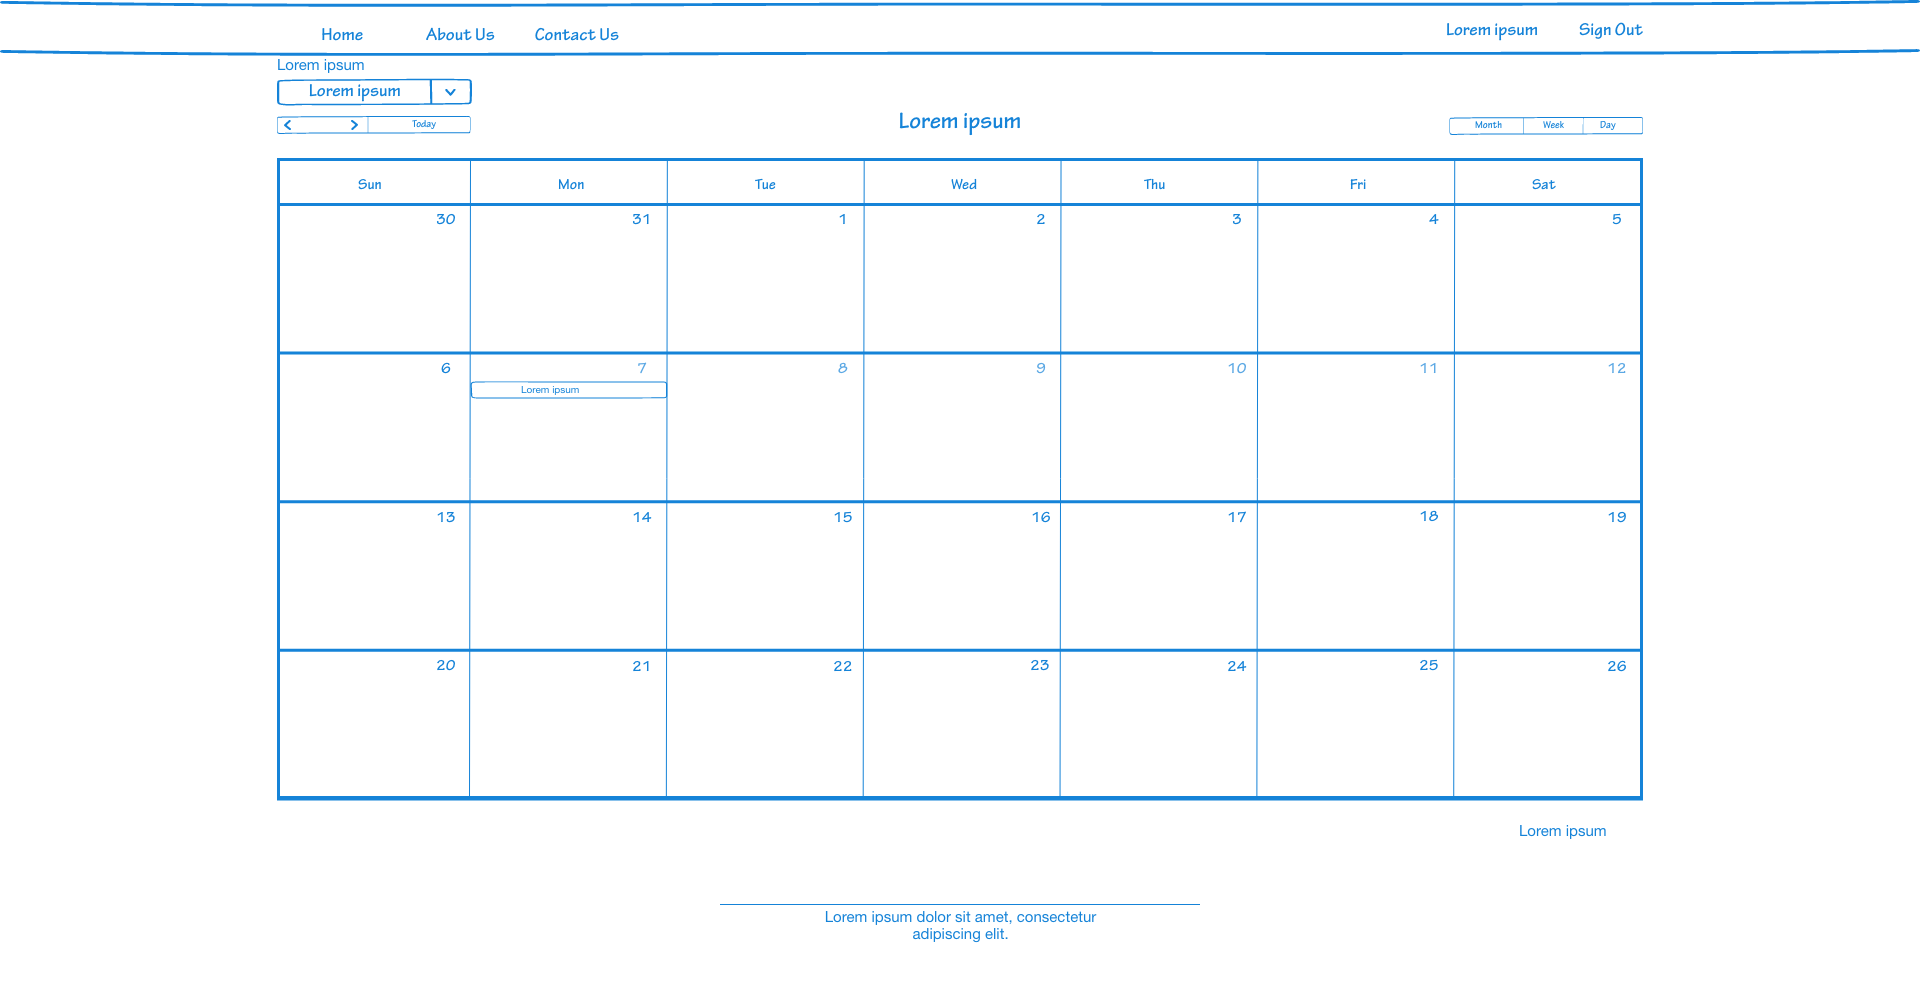 Home About Us Contact Us Lorem ipsum Sign Out
Lorem ipsum
Lorem ipsum
Today Lorem ipsum Month Week Day
Sun Mon Tue Wed Thu Fri Sat
30 31 1 2 3 4 5
6 7 8 9 10 11 12
Lorem ipsum
13 14 15 16 17 18 19
20 21 22 23 24 25 26
Lorem ipsum
Lorem ipsum dolor sit amet, consectetur
adipiscing elit.